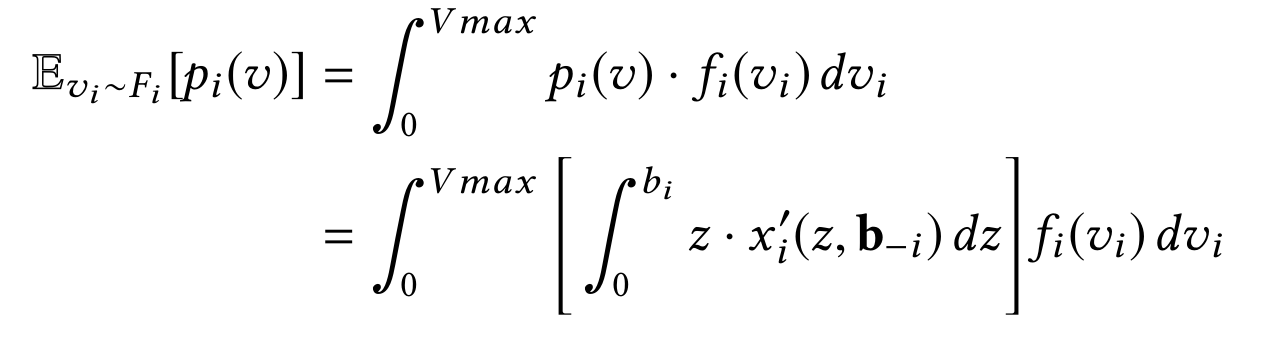 𝔼_{v_i∼F_i}[p_i(v)] = ∫_0^{Vmax} p_i(v) · f_i(v_i) dv_i
= ∫_0^{Vmax} [∫_0^{b_i} z · x′_i(z, 𝐛_{−i}) dz] f_i(v_i) dv_i